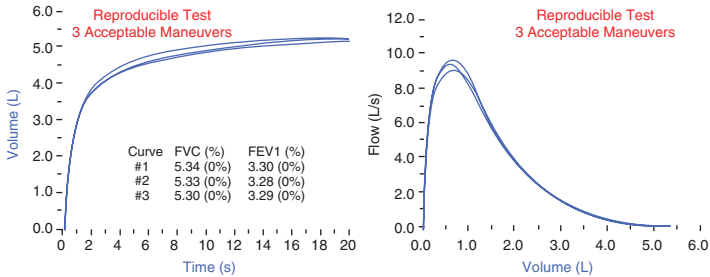 Reproducible Test
3 Acceptable Maneuvers
6.0
5.0
4.0
3.0
2.0
1.0
0.0
Volume (L)
Curve FVC (%) FEV1 (%)
#1 5.34 (0%) 3.30 (0%)
#2 5.33 (0%) 3.28 (0%)
#3 5.30 (0%) 3.29 (0%)
0 2 4 6 8 10 12 14 16 18 20
Time (s)
Reproducible Test
3 Acceptable Maneuvers
12.0
10.0
8.0
6.0
4.0
2.0
0.0
Flow (L/s)
0.0 1.0 2.0 3.0 4.0 5.0 6.0
Volume (L)